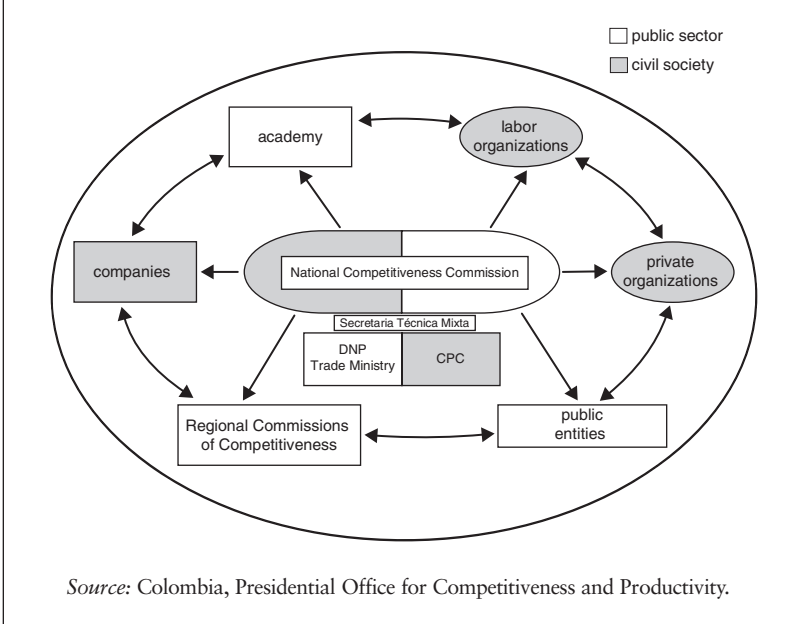 public sector
civil society
academy
labor
organizations
companies
National Competitiveness Commission
private
organizations
Secretaria Técnica Mixta
DNP
Trade Ministry
CPC
Regional Commissions
of Competitiveness
public
entities
Source: Colombia, Presidential Office for Competitiveness and Productivity.